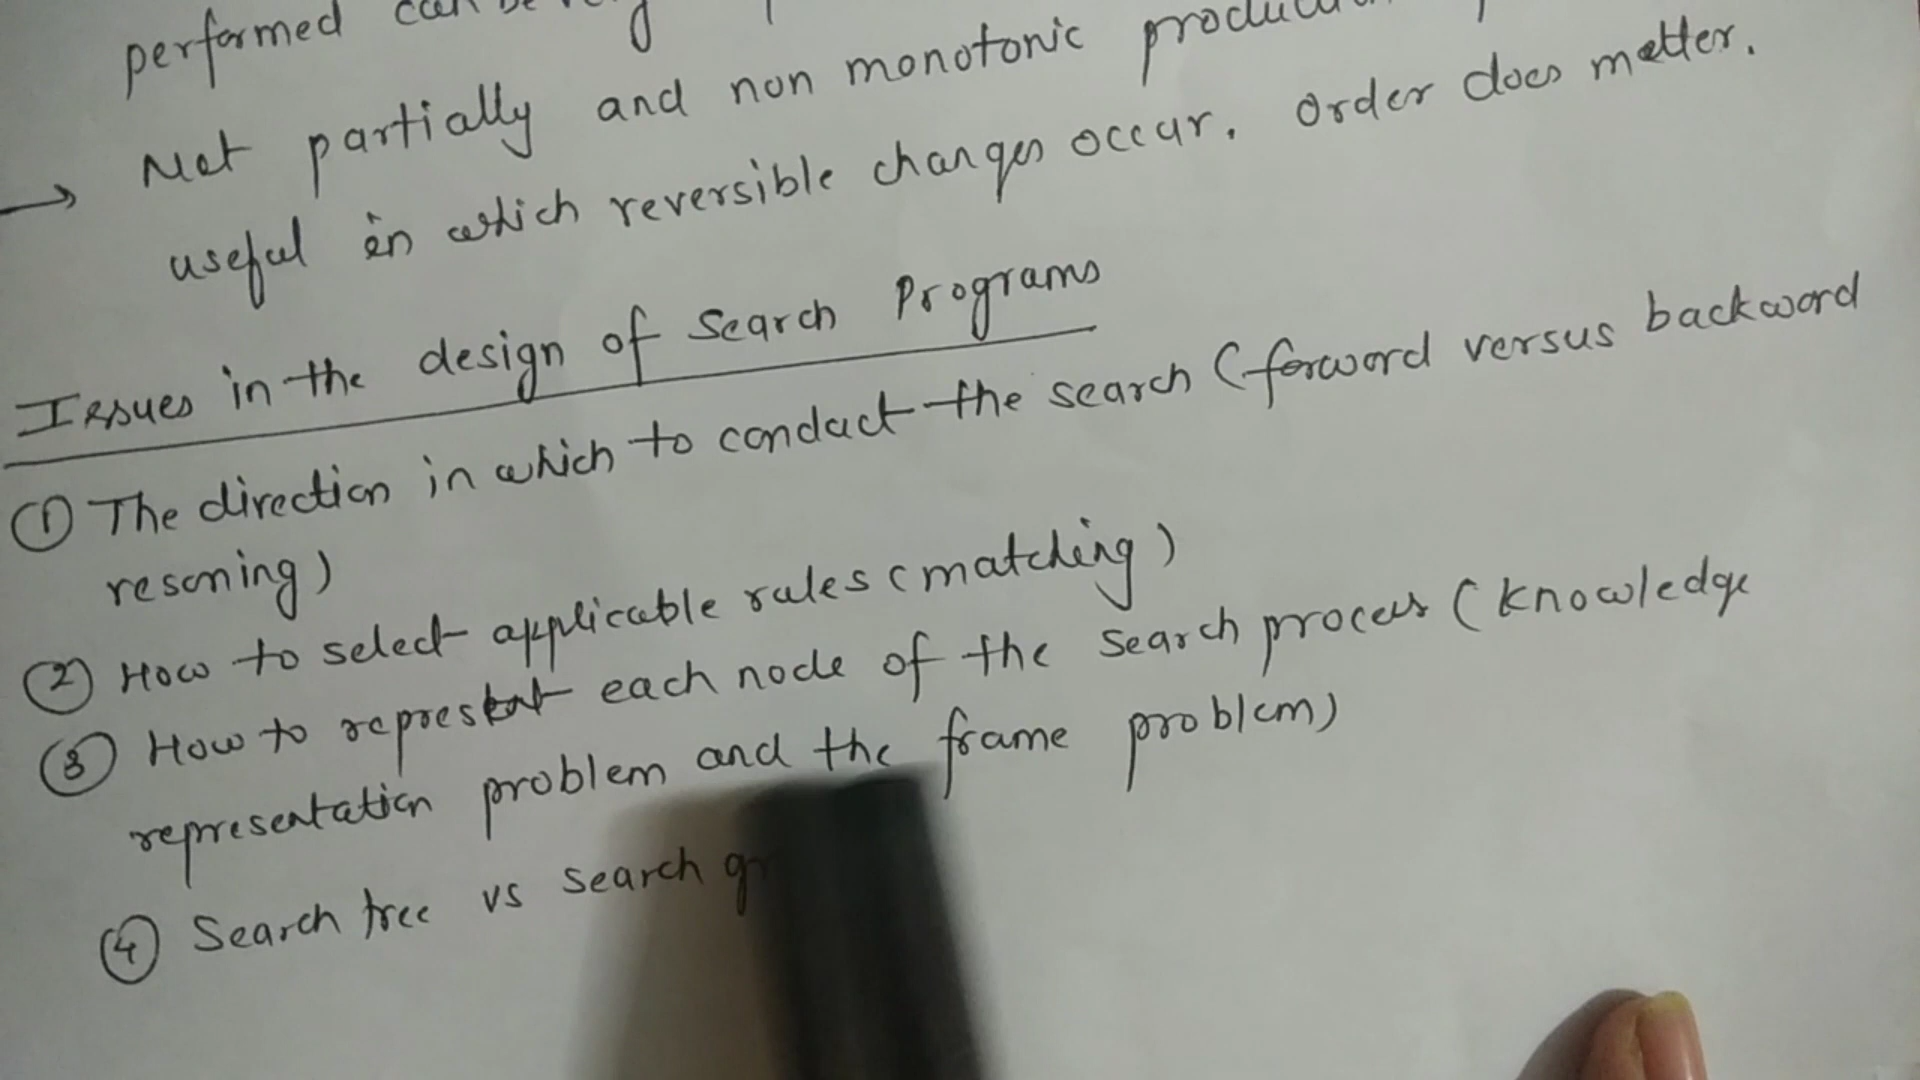 performed can be
→ Not partially and non monotonic
useful in which reversible changes occur. Order does matter.
Issues in the design of search Programs
① The direction in which to conduct the search (forword versus backword
resoning)
② How to select applicable rules (matching)
③ How to represent each node of the search process (knowledge
representation problem and the frame problem)
④ Search tree vs search